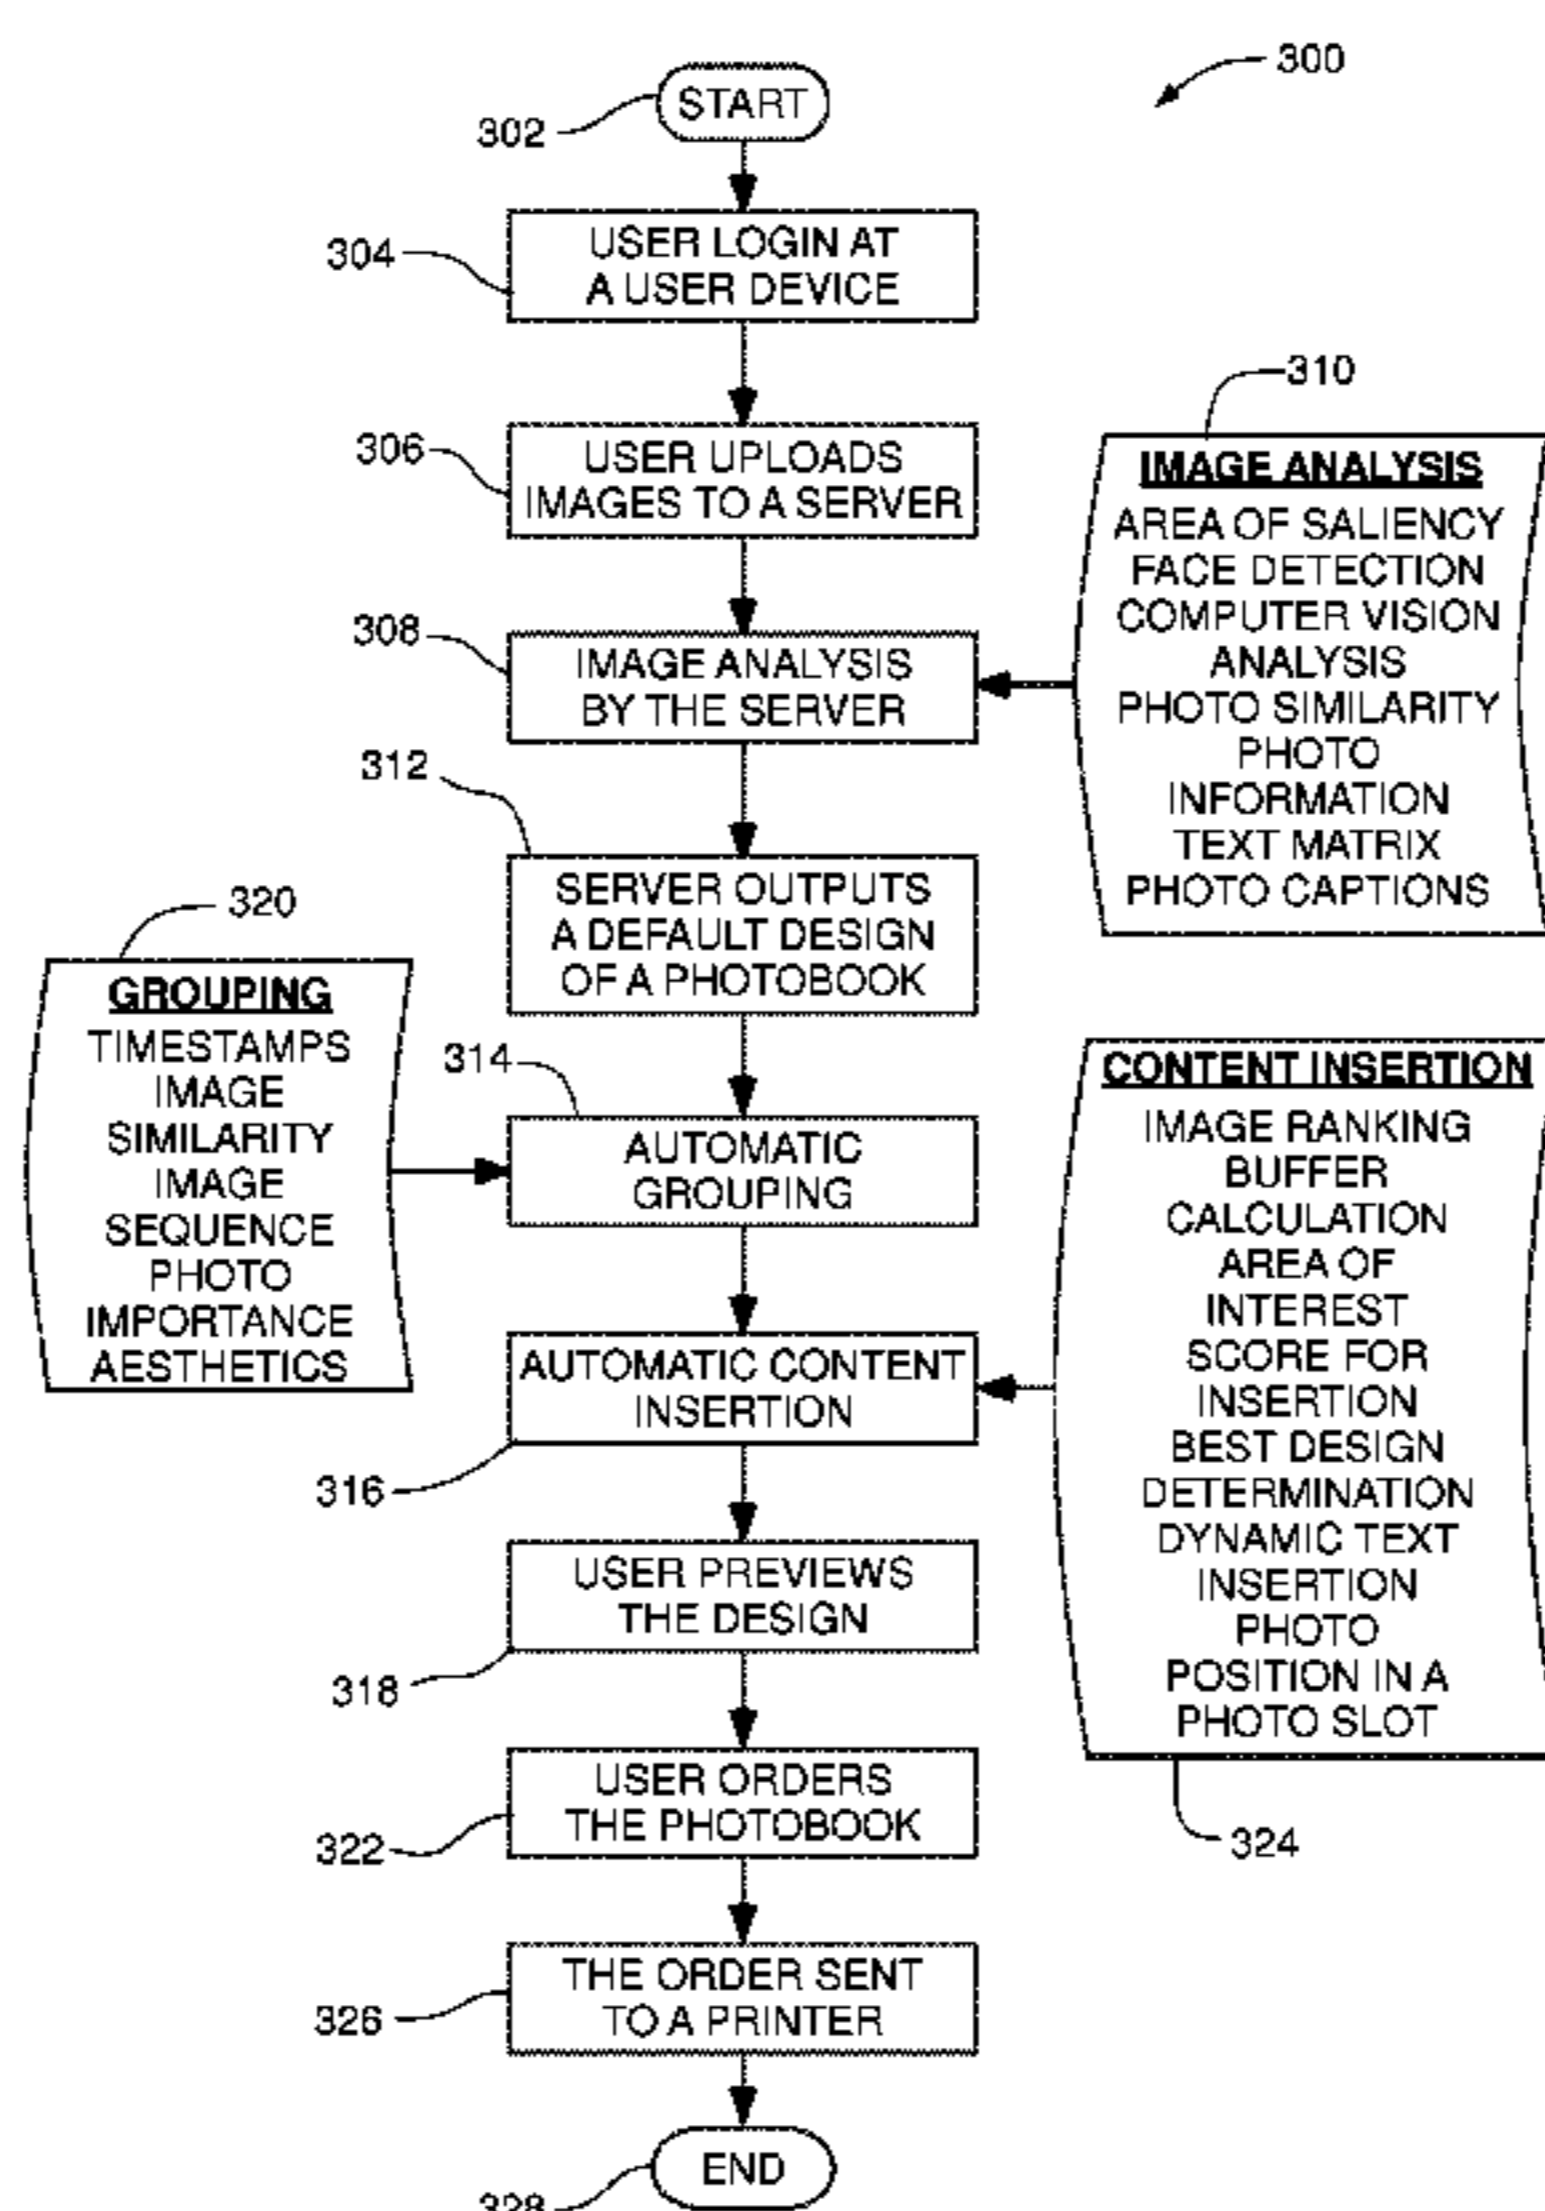 300
START
302
USER LOGIN AT
A USER DEVICE
304
USER UPLOADS
IMAGES TO A SERVER
306
310
IMAGE ANALYSIS
AREA OF SALIENCY
FACE DETECTION
COMPUTER VISION
ANALYSIS
PHOTO SIMILARITY
PHOTO
INFORMATION
TEXT MATRIX
PHOTO CAPTIONS
308
IMAGE ANALYSIS
BY THE SERVER
312
SERVER OUTPUTS
A DEFAULT DESIGN
OF A PHOTOBOOK
320
GROUPING
TIMESTAMPS
IMAGE
SIMILARITY
IMAGE
SEQUENCE
PHOTO
IMPORTANCE
AESTHETICS
314
AUTOMATIC
GROUPING
CONTENT INSERTION
IMAGE RANKING
BUFFER
CALCULATION
AREA OF
INTEREST
SCORE FOR
INSERTION
BEST DESIGN
DETERMINATION
DYNAMIC TEXT
INSERTION
PHOTO
POSITION IN A
PHOTO SLOT
324
AUTOMATIC CONTENT
INSERTION
316
USER PREVIEWS
THE DESIGN
318
USER ORDERS
THE PHOTOBOOK
322
THE ORDER SENT
TO A PRINTER
326
END
328